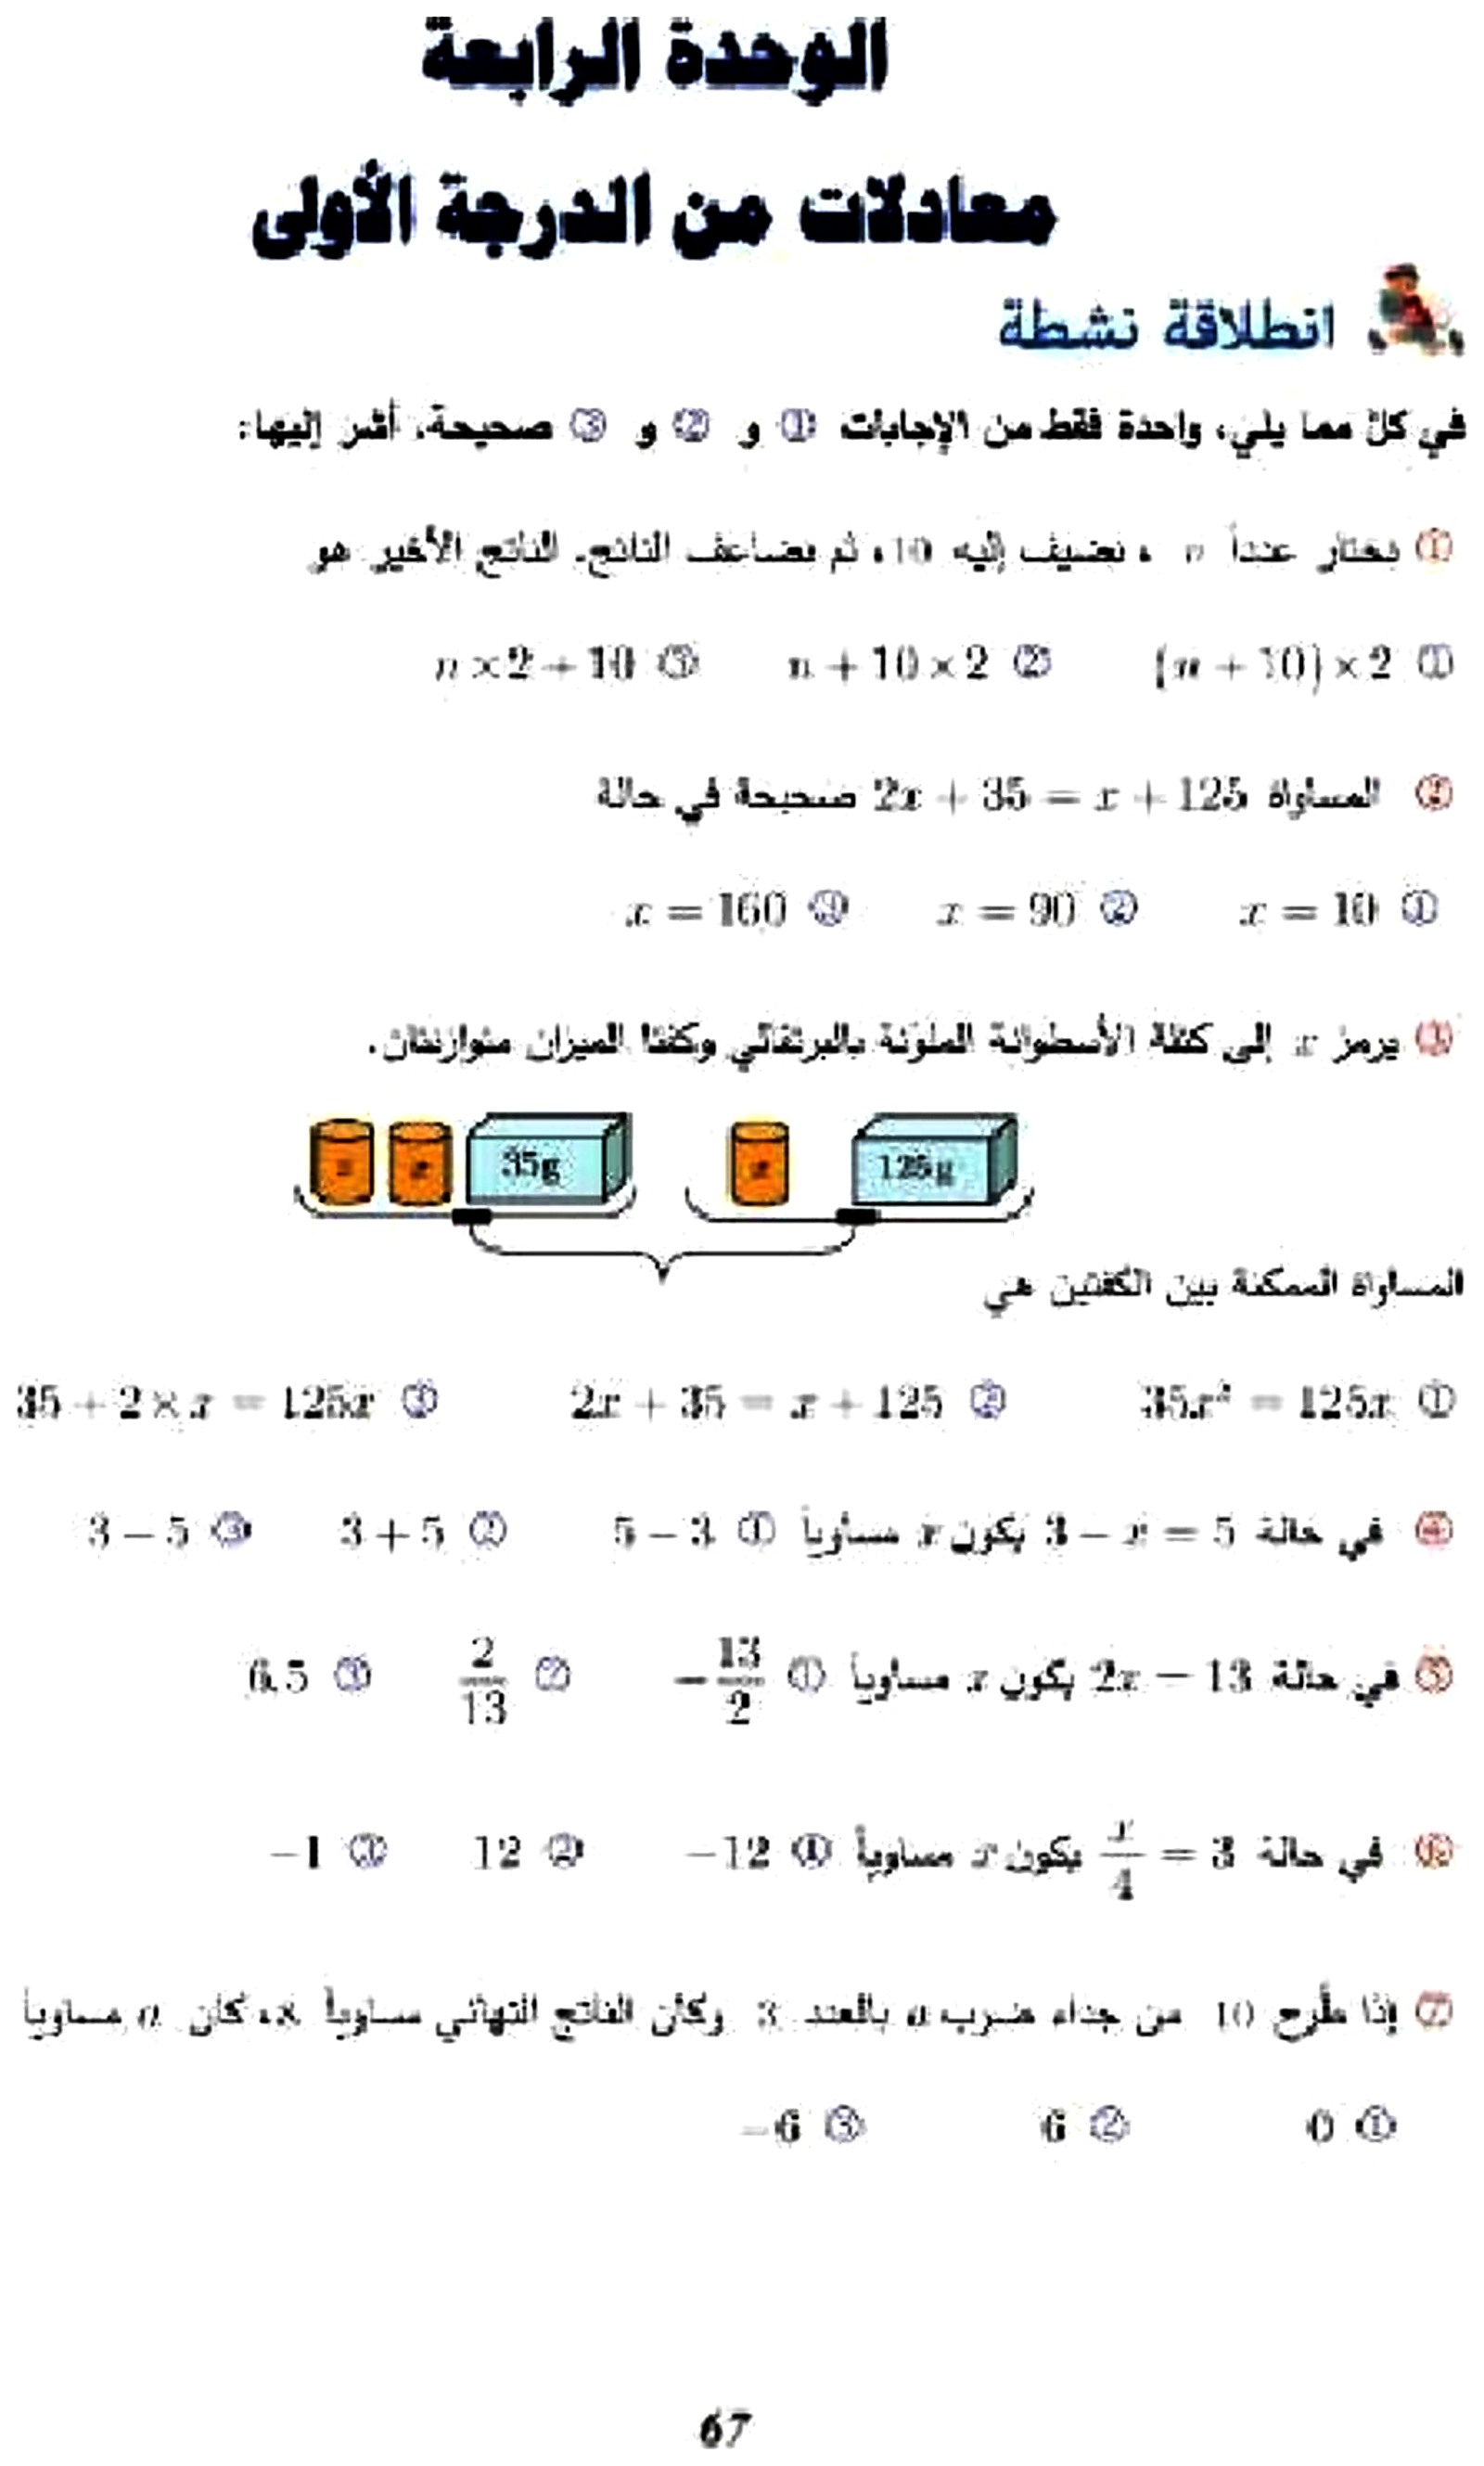 الوحدة الرابعة
معادلات من الدرجة الأولى
انطلاقة نشطة
في كلّ مما يلي، واحدة فقط من الإجابات ① و ② و ③ صحيحة. أشر إليها:
① نختار عدداً n ، نضيف إليه 10، ثم نضاعف الناتج. الناتج الأخير هو
① (n + 10) × 2 ② n + 10 × 2 ③ n × 2 + 10
② المساواة 2x + 35 = x + 125 صحيحة في حالة
① x = 10 ② x = 90 ③ x = 160
③ يرمز x إلى كتلة الأسطوانة الملوّنة بالبرتقالي وكفتا الميزان متوازنتان.
x x 35g x 125g
المساواة الممكنة بين الكفتين هي
① 35x² = 125x ② 2x + 35 = x + 125 ③ 35 + 2 × x = 125x
④ في حالة 3 − x = 5 يكون x مساوياً ① 5 − 3 ② 3 + 5 ③ 3 − 5
⑤ في حالة 2x = 13 يكون x مساوياً ① −13/2 ② 2/13 ③ 6.5
⑥ في حالة x/4 = 3 يكون x مساوياً ① −12 ② 12 ③ −1
⑦ إذا طُرح 10 من جداء ضرب a بالعدد 3 وكان الناتج النهائي مساوياً 8، كان a مساوياً
① 0 ② 6 ③ −6
67